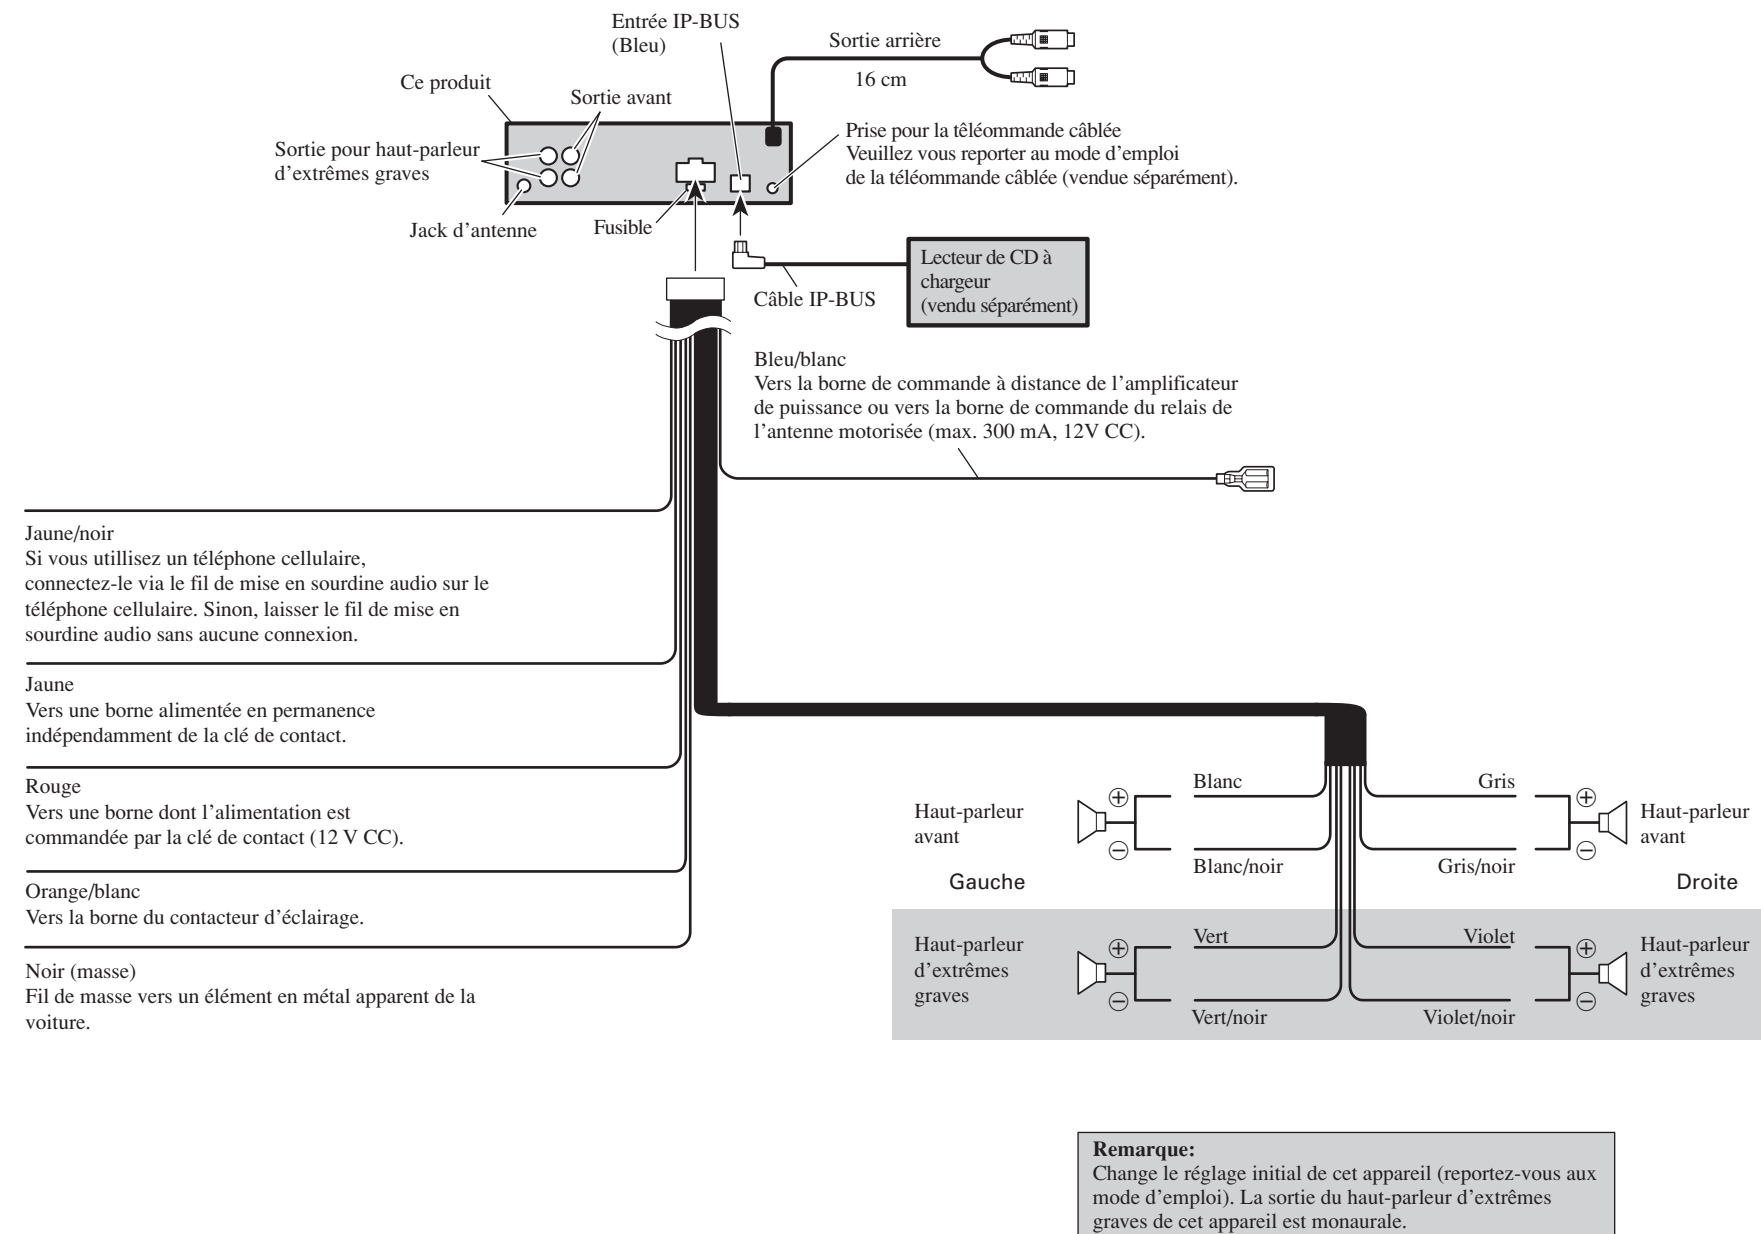 Entrée IP-BUS
(Bleu)
Sortie arrière
16 cm
Ce produit
Sortie avant
Sortie pour haut-parleur
d'extrêmes graves
Prise pour la têléommande câblée
Veuillez vous reporter au mode d'emploi
de la téléommande câblée (vendue séparément).
Jack d'antenne
Fusible
Lecteur de CD à
chargeur
(vendu séparément)
Câble IP-BUS
Bleu/blanc
Vers la borne de commande à distance de l'amplificateur
de puissance ou vers la borne de commande du relais de
l'antenne motorisée (max. 300 mA, 12V CC).
Jaune/noir
Si vous utilisez un téléphone cellulaire,
connectez-le via le fil de mise en sourdine audio sur le
téléphone cellulaire. Sinon, laisser le fil de mise en
sourdine audio sans aucune connexion.
Jaune
Vers une borne alimentée en permanence
indépendamment de la clé de contact.
Rouge
Vers une borne dont l'alimentation est
commandée par la clé de contact (12 V CC).
Orange/blanc
Vers la borne du contacteur d'éclairage.
Noir (masse)
Fil de masse vers un élément en métal apparent de la
voiture.
Haut-parleur
avant
Blanc
Blanc/noir
Gris
Gris/noir
Haut-parleur
avant
Gauche
Droite
Haut-parleur
d'extrêmes
graves
Vert
Vert/noir
Violet
Violet/noir
Haut-parleur
d'extrêmes
graves
Remarque:
Change le réglage initial de cet appareil (reportez-vous aux
mode d'emploi). La sortie du haut-parleur d'extrêmes
graves de cet appareil est monaurale.